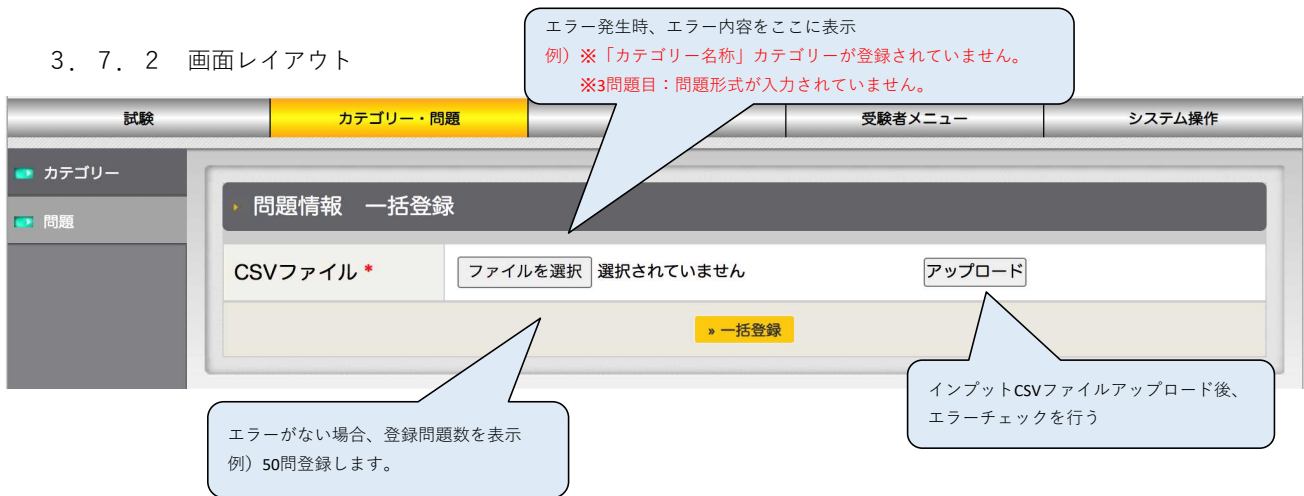 エラー発生時、エラー内容をここに表示
例）※「カテゴリー名称」カテゴリーが登録されていません。
※3問題目：問題形式が入力されていません。
３．７．２　画面レイアウト
試験　カテゴリー・問題　受験者メニュー　システム操作
カテゴリー
問題
問題情報　一括登録
CSVファイル *　ファイルを選択　選択されていません　アップロード
» 一括登録
インプットCSVファイルアップロード後、
エラーチェックを行う
エラーがない場合、登録問題数を表示
例）50問登録します。